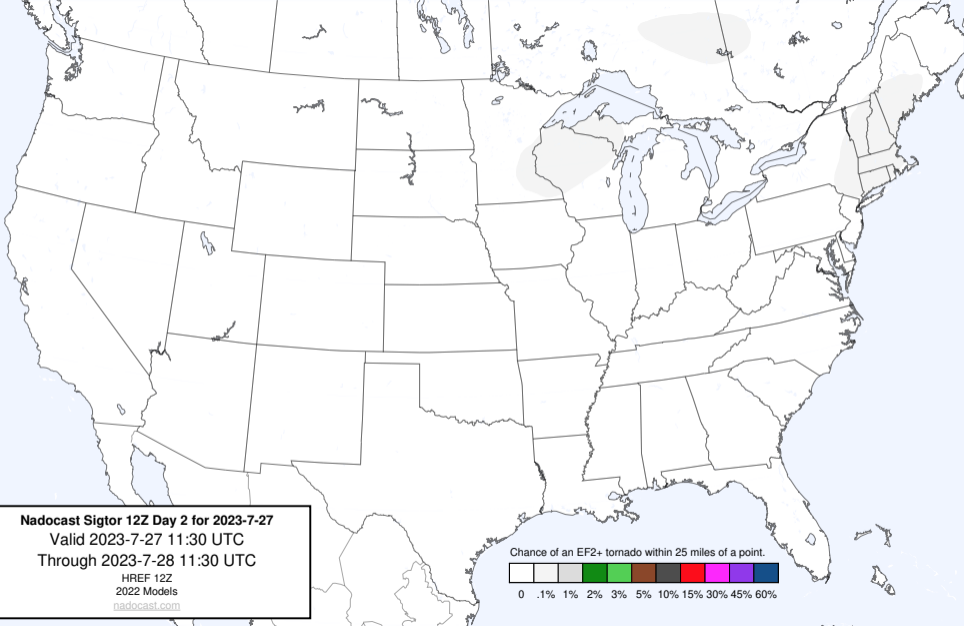 Nadocast Sigtor 12Z Day 2 for 2023-7-27
Valid 2023-7-27 11:30 UTC
Through 2023-7-28 11:30 UTC
HREF 12Z
2022 Models
nadocast.com
Chance of an EF2+ tornado within 25 miles of a point.
0 .1% 1% 2% 3% 5% 10% 15% 30% 45% 60%